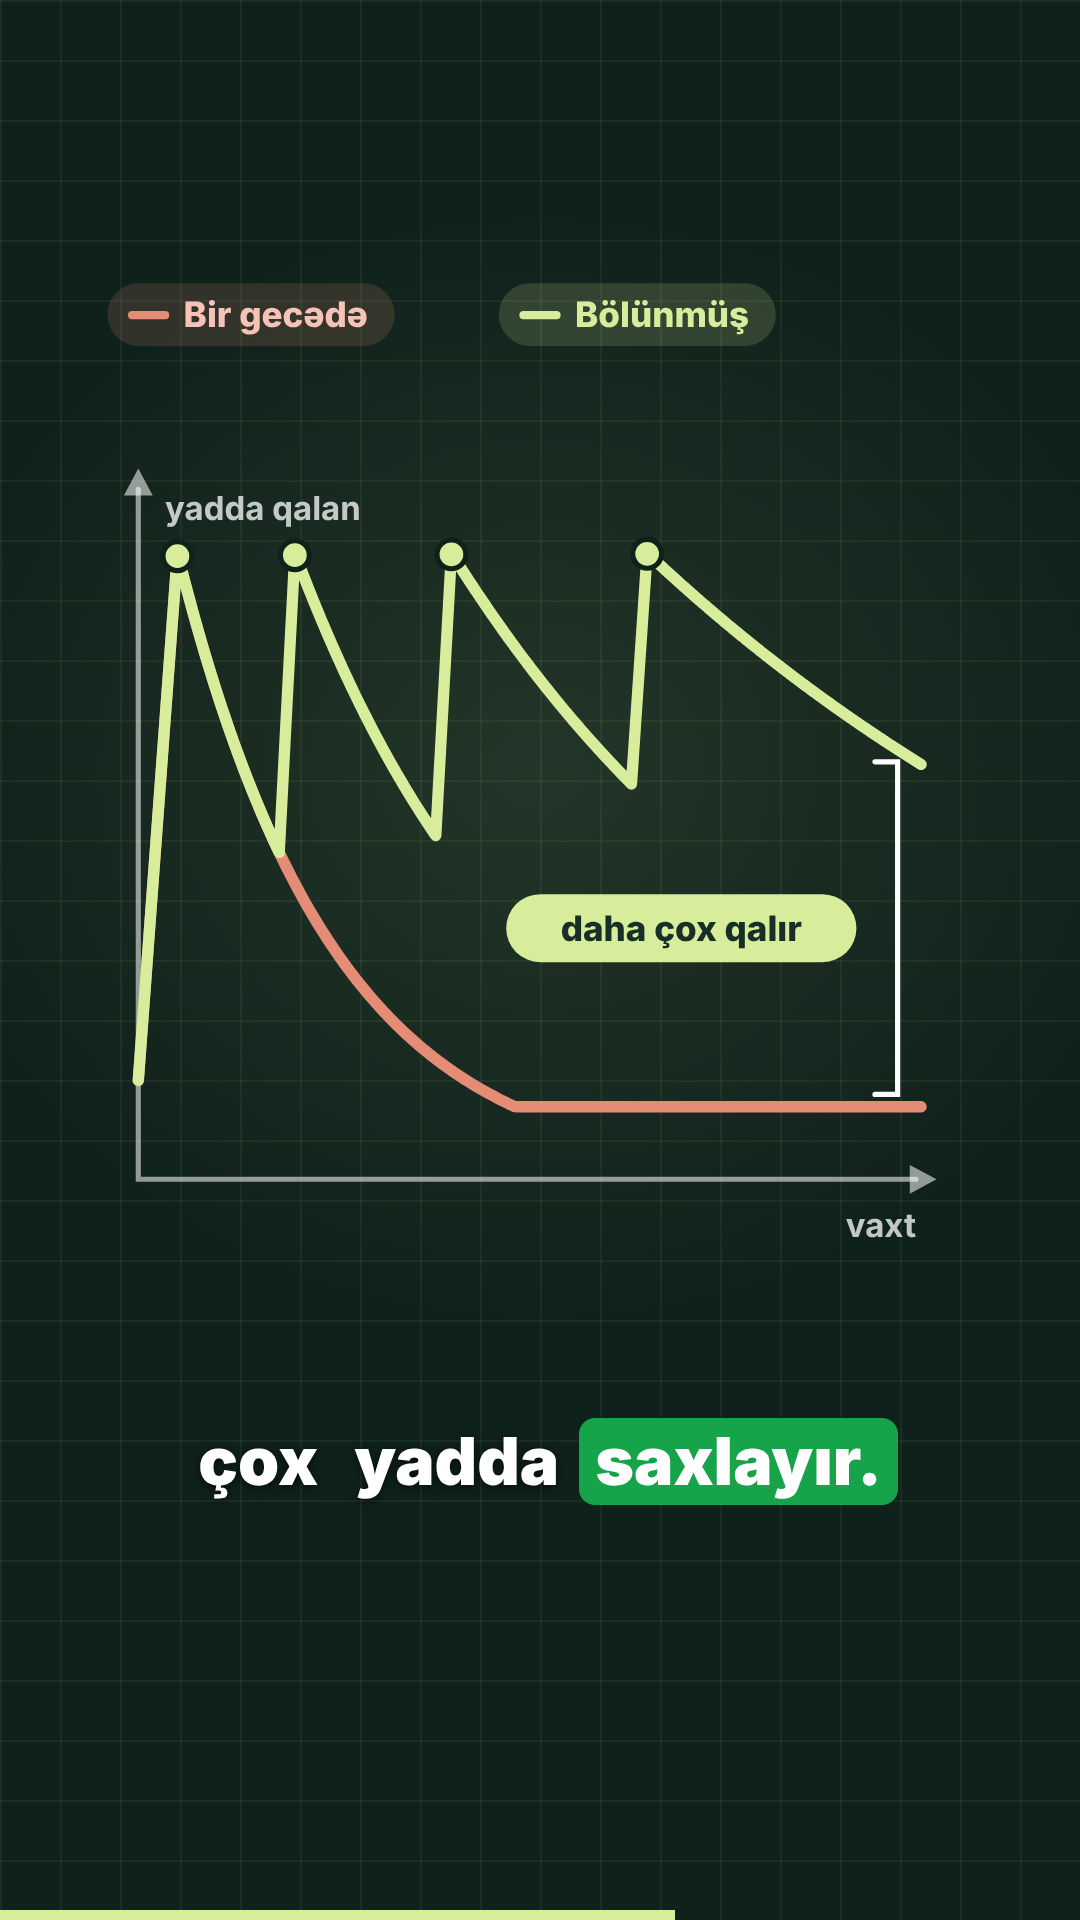 Bir gecədə
Bölünmüş
yadda qalan
daha çox qalır
vaxt
çox yadda saxlayır.